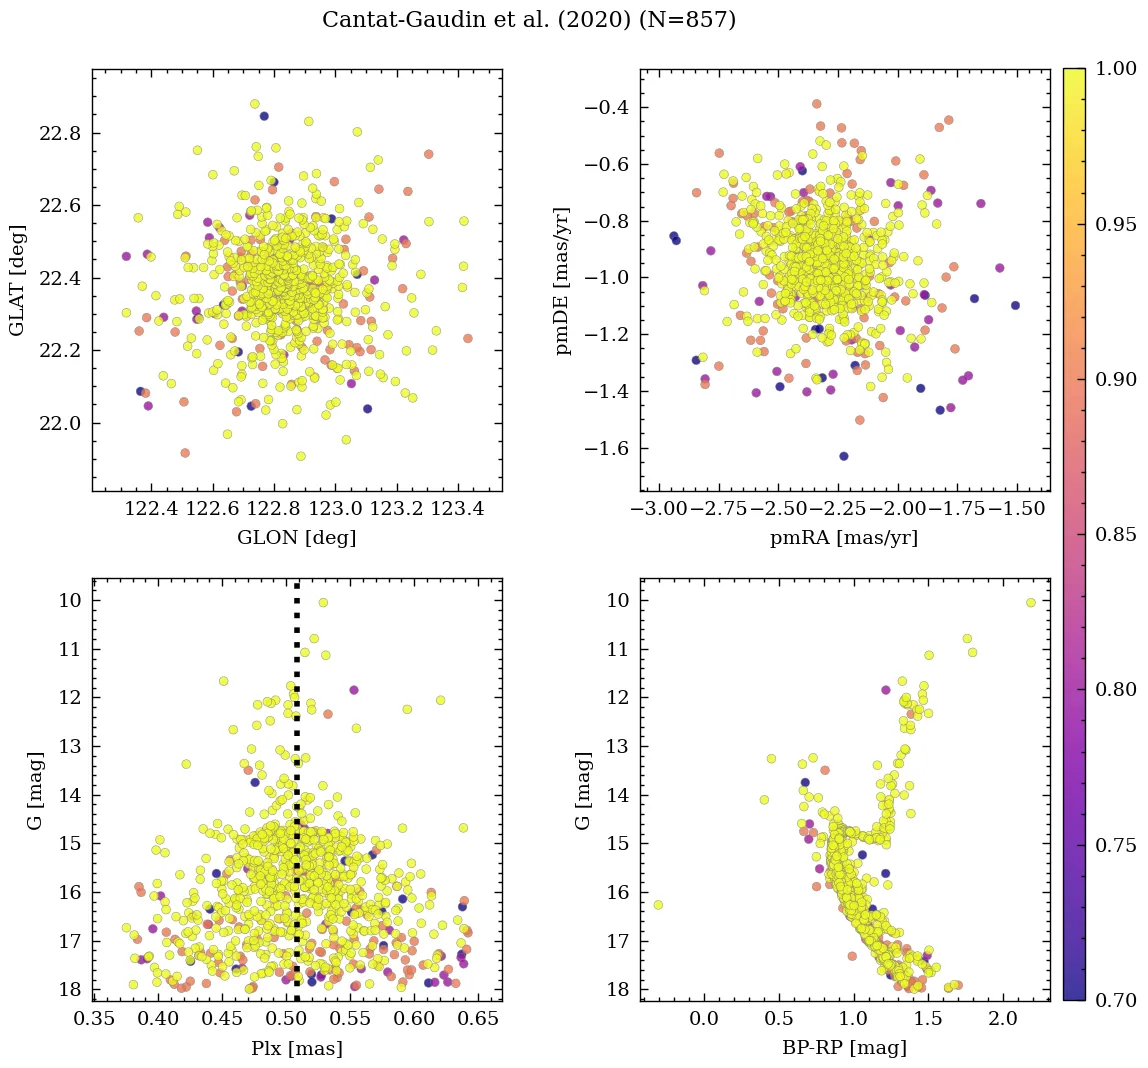 Cantat-Gaudin et al. (2020) (N=857)
22.8
22.6
22.4
22.2
22.0
GLAT [deg]
122.4 122.6 122.8 123.0 123.2 123.4
GLON [deg]
−0.4
−0.6
−0.8
−1.0
−1.2
−1.4
−1.6
pmDE [mas/yr]
−3.00 −2.75 −2.50 −2.25 −2.00 −1.75 −1.50
pmRA [mas/yr]
1.00
0.95
0.90
0.85
0.80
0.75
0.70
10
11
12
13
14
15
16
17
18
G [mag]
0.35 0.40 0.45 0.50 0.55 0.60 0.65
Plx [mas]
10
11
12
13
14
15
16
17
18
G [mag]
0.0 0.5 1.0 1.5 2.0
BP-RP [mag]